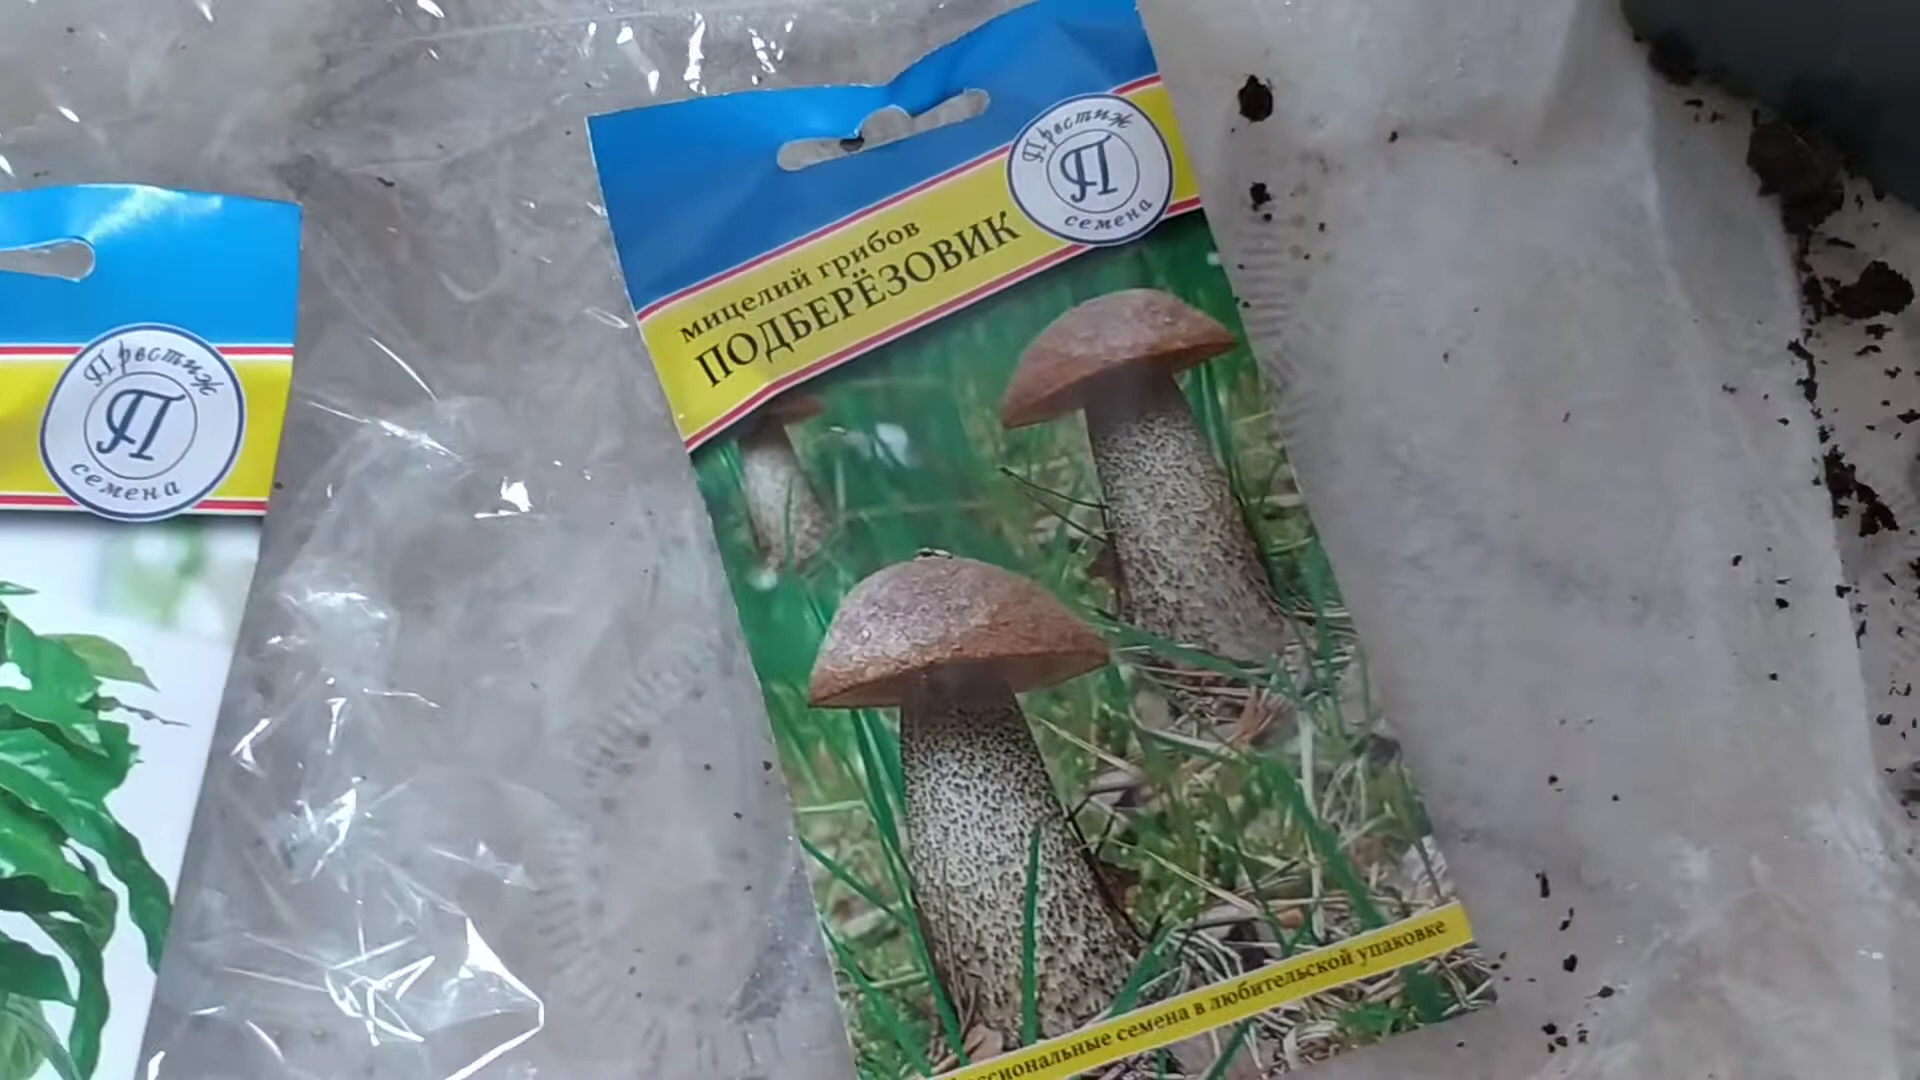 Престиж
П
семена
мицелий грибов
ПОДБЕРЁЗОВИК
Престиж
П
семена
семена в любительской упаковке